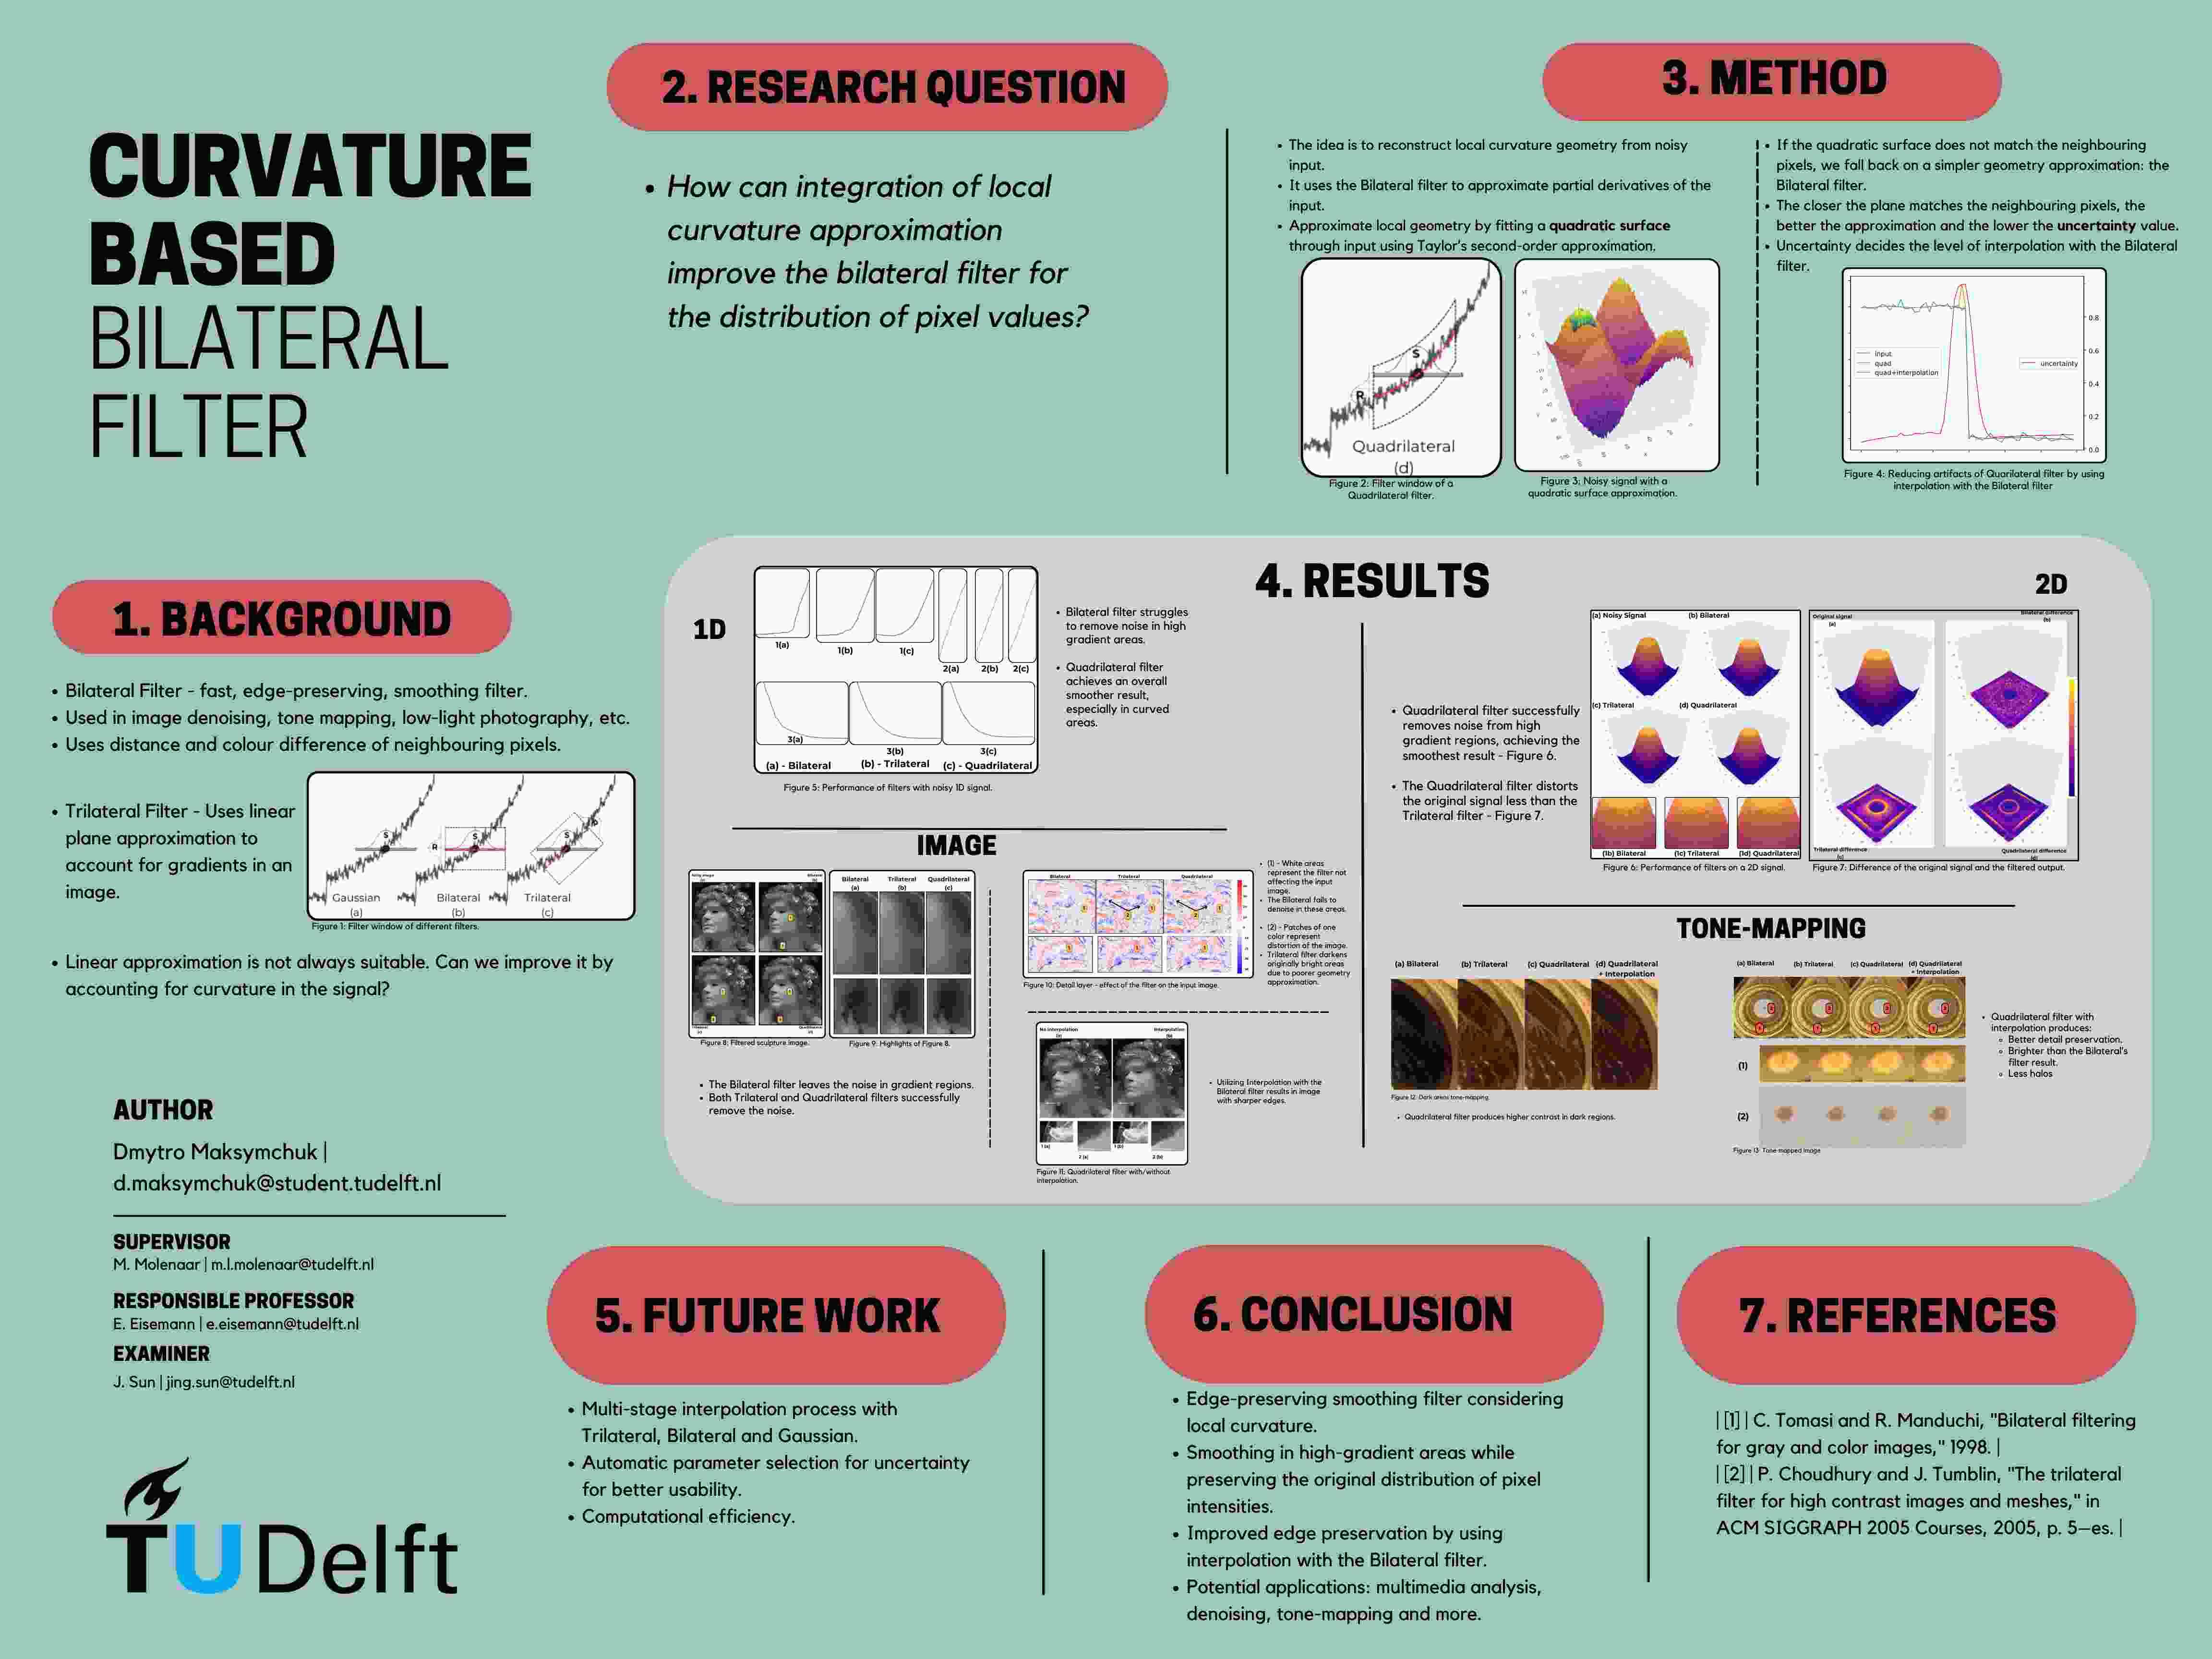 CURVATURE
BASED
BILATERAL
FILTER
2. RESEARCH QUESTION
• How can integration of local
curvature approximation
improve the bilateral filter for
the distribution of pixel values?
3. METHOD
• The idea is to reconstruct local curvature geometry from noisy
input.
• It uses the Bilateral filter to approximate partial derivatives of the
input.
• Approximate local geometry by fitting a quadratic surface
through input using Taylor's second-order approximation.
S
R
Quadrilateral
(d)
Figure 2: Filter window of a
Quadrilateral filter.
Figure 3: Noisy signal with a
quadratic surface approximation.
• If the quadratic surface does not match the neighbouring
pixels, we fall back on a simpler geometry approximation: the
Bilateral filter.
• The closer the plane matches the neighbouring pixels, the
better the approximation and the lower the uncertainty value.
• Uncertainty decides the level of interpolation with the Bilateral
filter.
input
quad
quad+interpolation
uncertainty
0.8
0.6
0.4
0.2
0.0
Figure 4: Reducing artifacts of Quarilateral filter by using
interpolation with the Bilateral filter
1. BACKGROUND
• Bilateral Filter - fast, edge-preserving, smoothing filter.
• Used in image denoising, tone mapping, low-light photography, etc.
• Uses distance and colour difference of neighbouring pixels.
• Trilateral Filter - Uses linear
plane approximation to
account for gradients in an
image.
S
R
S
S
R
Gaussian
(a)
Bilateral
(b)
Trilateral
(c)
Figure 1: Filter window of different filters.
• Linear approximation is not always suitable. Can we improve it by
accounting for curvature in the signal?
4. RESULTS
1D
1(a)
1(b)
1(c)
2(a)
2(b)
2(c)
3(a)
3(b)
3(c)
(a) - Bilateral
(b) - Trilateral
(c) - Quadrilateral
Figure 5: Performance of filters with noisy 1D signal.
• Bilateral filter struggles
to remove noise in high
gradient areas.
• Quadrilateral filter
achieves an overall
smoother result,
especially in curved
areas.
IMAGE
Bilateral
(a)
Trilateral
(b)
Quadrilateral
(c)
Figure 8: Filtered sculpture image.
Figure 9: Highlights of Figure 8.
• The Bilateral filter leaves the noise in gradient regions.
• Both Trilateral and Quadrilateral filters successfully
remove the noise.
Bilateral
Trilateral
Quadrilateral
Figure 10: Detail layer - effect of the filter on the input image.
• (1) - White areas
represent the filter not
affecting the input
image.
• The Bilateral fails to
denoise in these areas.
• (2) - Patches of one
color represent
distortion of the image.
• Trilateral filter darkens
originally bright areas
due to poorer geometry
approximation.
No Interpolation
(a)
Interpolation
(b)
1 (a)
2 (a)
1 (b)
2 (b)
Figure 11: Quadrilateral filter with/without
interpolation.
• Utilizing Interpolation with the
Bilateral filter results in image
with sharper edges.
2D
• Quadrilateral filter successfully
removes noise from high
gradient regions, achieving the
smoothest result - Figure 6.
• The Quadrilateral filter distorts
the original signal less than the
Trilateral filter - Figure 7.
(a) Noisy Signal
(b) Bilateral
(c) Trilateral
(d) Quadrilateral
(1b) Bilateral
(1c) Trilateral
(1d) Quadrilateral
Figure 6: Performance of filters on a 2D signal.
Original signal
(a)
Bilateral difference
(b)
Trilateral difference
(c)
Quadrilateral difference
(d)
Figure 7: Difference of the original signal and the filtered output.
TONE-MAPPING
(a) Bilateral
(b) Trilateral
(c) Quadrilateral
(d) Quadrilateral
+ Interpolation
Figure 12: Dark areas tone-mapping.
• Quadrilateral filter produces higher contrast in dark regions.
(a) Bilateral
(b) Trilateral
(c) Quadrilateral
(d) Quadrilateral
+ Interpolation
(1)
(2)
Figure 13: Tone-mapped image
• Quadrilateral filter with
interpolation produces:
Better detail preservation.
Brighter than the Bilateral's
filter result.
Less halos
AUTHOR
Dmytro Maksymchuk |
d.maksymchuk@student.tudelft.nl
SUPERVISOR
M. Molenaar | m.l.molenaar@tudelft.nl
RESPONSIBLE PROFESSOR
E. Eisemann | e.eisemann@tudelft.nl
EXAMINER
J. Sun | jing.sun@tudelft.nl
TU Delft
5. FUTURE WORK
• Multi-stage interpolation process with
Trilateral, Bilateral and Gaussian.
• Automatic parameter selection for uncertainty
for better usability.
• Computational efficiency.
6. CONCLUSION
• Edge-preserving smoothing filter considering
local curvature.
• Smoothing in high-gradient areas while
preserving the original distribution of pixel
intensities.
• Improved edge preservation by using
interpolation with the Bilateral filter.
• Potential applications: multimedia analysis,
denoising, tone-mapping and more.
7. REFERENCES
| [1] | C. Tomasi and R. Manduchi, "Bilateral filtering
for gray and color images," 1998. |
| [2] | P. Choudhury and J. Tumblin, "The trilateral
filter for high contrast images and meshes," in
ACM SIGGRAPH 2005 Courses, 2005, p. 5–es. |